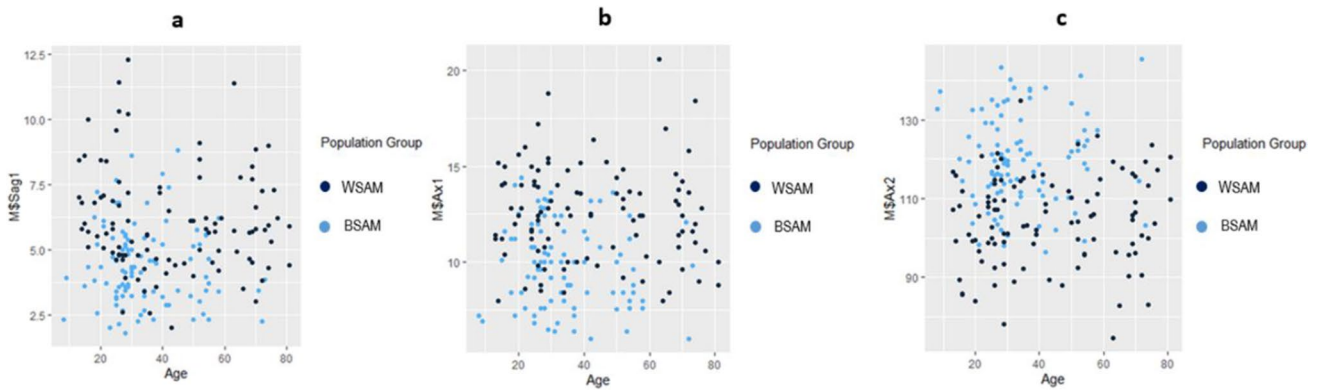 a
b
c
M$Sag1
12.5
10.0
7.5
5.0
2.5
20
40
60
80
Age
Population Group
WSAM
BSAM
M$Ax1
20
15
10
20
40
60
80
Age
Population Group
WSAM
BSAM
M$Ax2
130
110
90
20
40
60
80
Age
Population Group
WSAM
BSAM